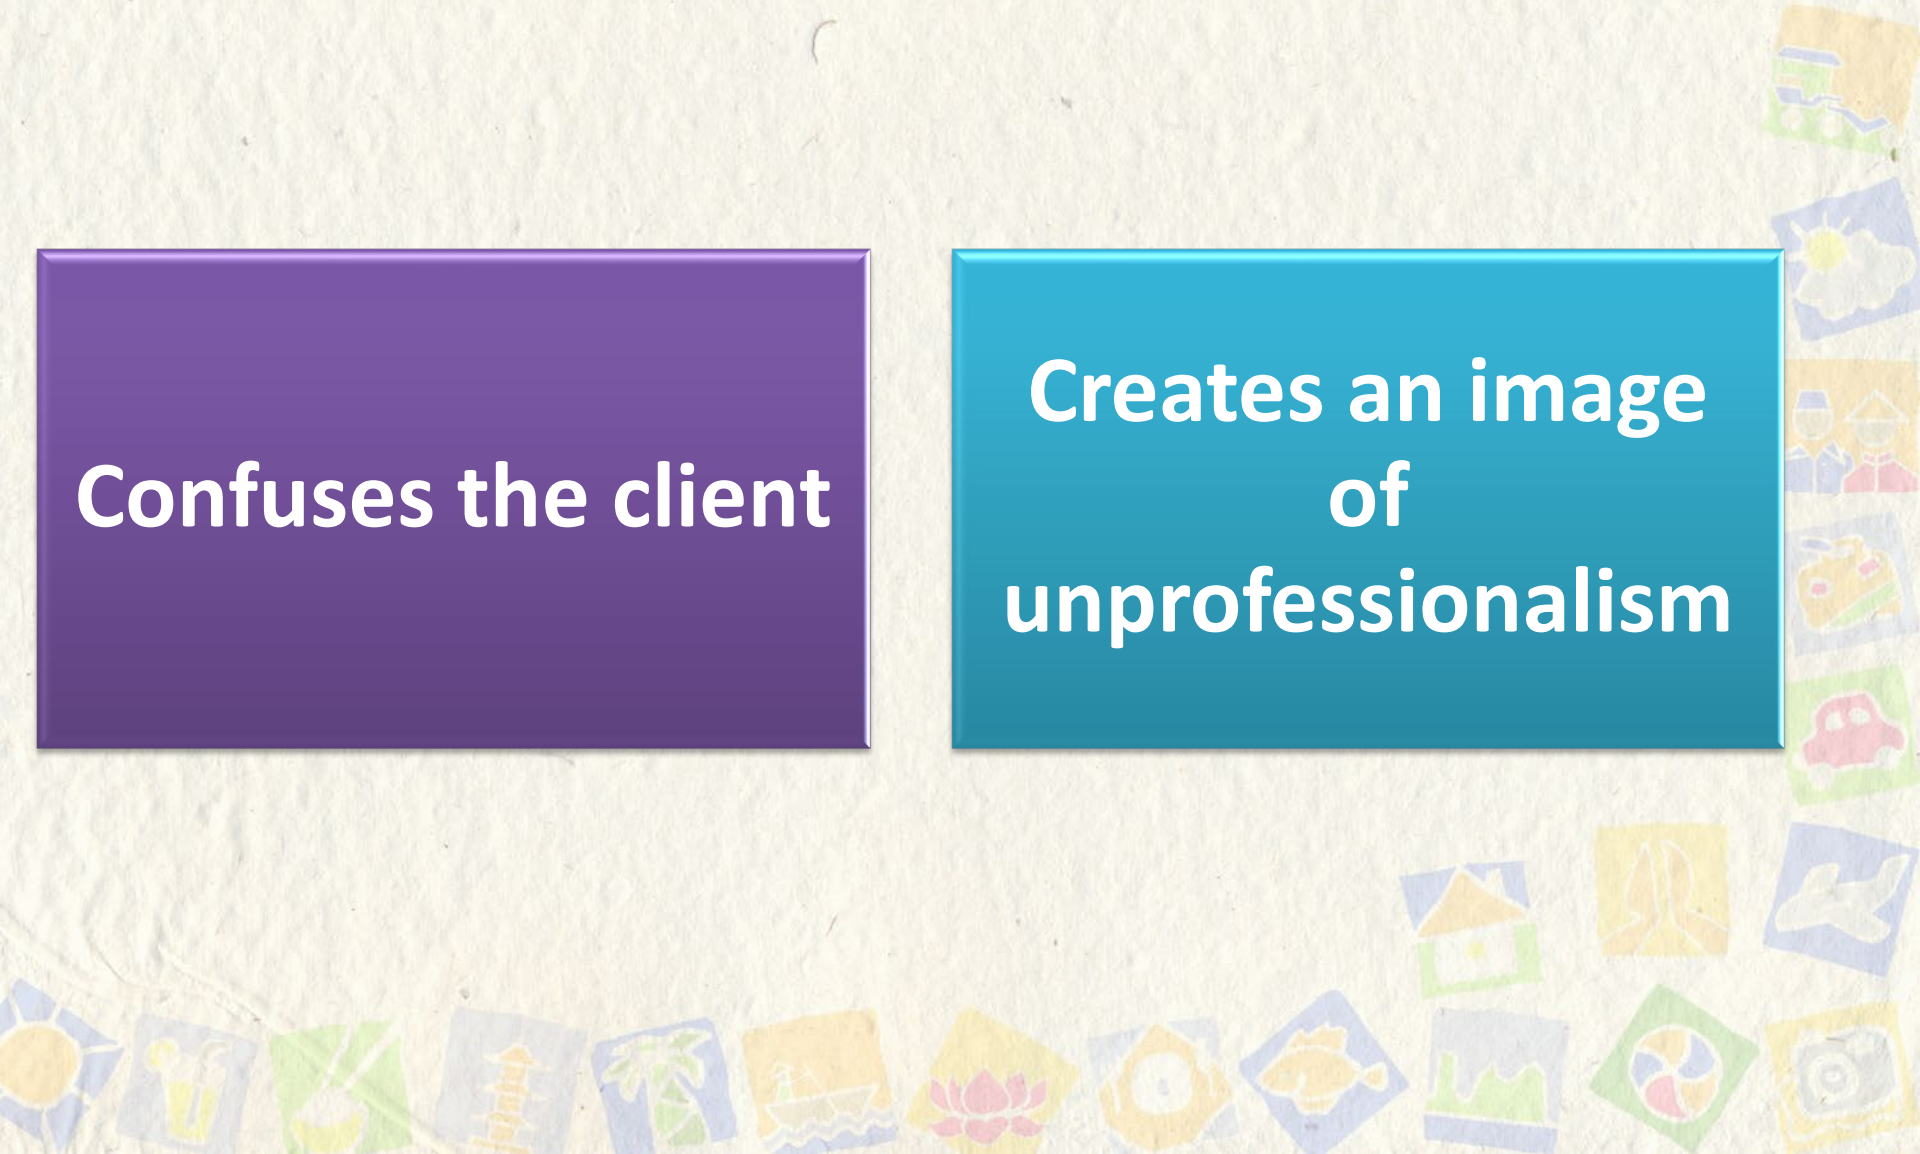 Confuses the client
Creates an image
of
unprofessionalism